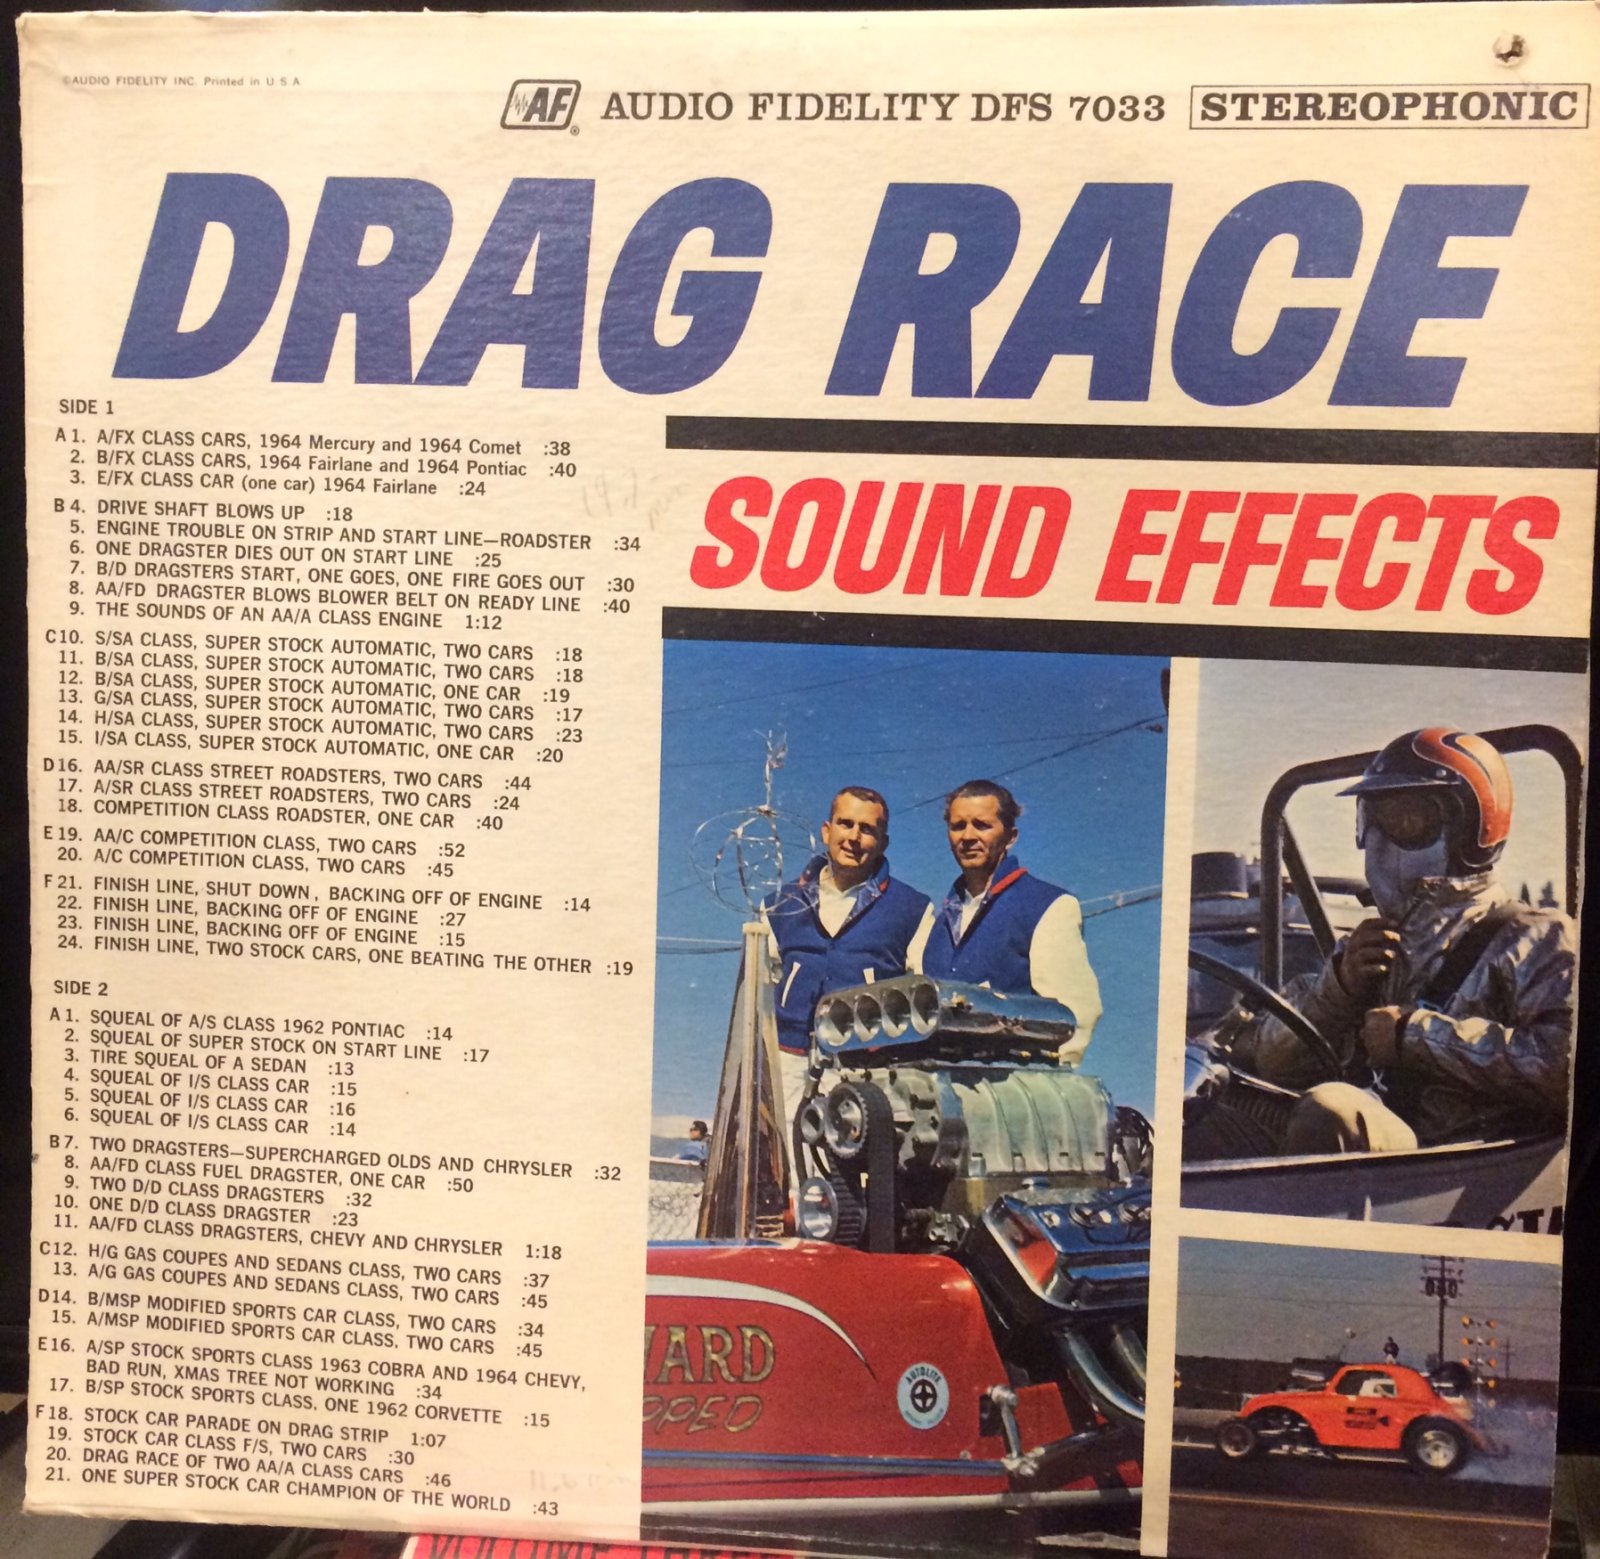 ©AUDIO FIDELITY INC. Printed in U S A
AF® AUDIO FIDELITY DFS 7033 STEREOPHONIC
DRAG RACE
SOUND EFFECTS
SIDE 1
A 1. A/FX CLASS CARS, 1964 Mercury and 1964 Comet :38
2. B/FX CLASS CARS, 1964 Fairlane and 1964 Pontiac :40
3. E/FX CLASS CAR (one car) 1964 Fairlane :24
B 4. DRIVE SHAFT BLOWS UP :18
5. ENGINE TROUBLE ON STRIP AND START LINE—ROADSTER :34
6. ONE DRAGSTER DIES OUT ON START LINE :25
7. B/D DRAGSTERS START, ONE GOES, ONE FIRE GOES OUT :30
8. AA/FD DRAGSTER BLOWS BLOWER BELT ON READY LINE :40
9. THE SOUNDS OF AN AA/A CLASS ENGINE 1:12
C10. S/SA CLASS, SUPER STOCK AUTOMATIC, TWO CARS :18
11. B/SA CLASS, SUPER STOCK AUTOMATIC, TWO CARS :18
12. B/SA CLASS, SUPER STOCK AUTOMATIC, ONE CAR :19
13. G/SA CLASS, SUPER STOCK AUTOMATIC, TWO CARS :17
14. H/SA CLASS, SUPER STOCK AUTOMATIC, TWO CARS :23
15. I/SA CLASS, SUPER STOCK AUTOMATIC, ONE CAR :20
D16. AA/SR CLASS STREET ROADSTERS, TWO CARS :44
17. A/SR CLASS STREET ROADSTERS, TWO CARS :24
18. COMPETITION CLASS ROADSTER, ONE CAR :40
E 19. AA/C COMPETITION CLASS, TWO CARS :52
20. A/C COMPETITION CLASS, TWO CARS :45
F 21. FINISH LINE, SHUT DOWN, BACKING OFF OF ENGINE :14
22. FINISH LINE, BACKING OFF OF ENGINE :27
23. FINISH LINE, BACKING OFF OF ENGINE :15
24. FINISH LINE, TWO STOCK CARS, ONE BEATING THE OTHER :19
SIDE 2
A 1. SQUEAL OF A/S CLASS 1962 PONTIAC :14
2. SQUEAL OF SUPER STOCK ON START LINE :17
3. TIRE SQUEAL OF A SEDAN :13
4. SQUEAL OF I/S CLASS CAR :15
5. SQUEAL OF I/S CLASS CAR :16
6. SQUEAL OF I/S CLASS CAR :14
B 7. TWO DRAGSTERS—SUPERCHARGED OLDS AND CHRYSLER :32
8. AA/FD CLASS FUEL DRAGSTER, ONE CAR :50
9. TWO D/D CLASS DRAGSTERS :32
10. ONE D/D CLASS DRAGSTER :23
11. AA/FD CLASS DRAGSTERS, CHEVY AND CHRYSLER 1:18
C12. H/G GAS COUPES AND SEDANS CLASS, TWO CARS :37
13. A/G GAS COUPES AND SEDANS CLASS, TWO CARS :45
D14. B/MSP MODIFIED SPORTS CAR CLASS, TWO CARS :34
15. A/MSP MODIFIED SPORTS CAR CLASS, TWO CARS :45
E16. A/SP STOCK SPORTS CLASS 1963 COBRA AND 1964 CHEVY,
BAD RUN, XMAS TREE NOT WORKING :34
17. B/SP STOCK SPORTS CLASS, ONE 1962 CORVETTE :15
F18. STOCK CAR PARADE ON DRAG STRIP 1:07
19. STOCK CAR CLASS F/S, TWO CARS :30
20. DRAG RACE OF TWO AA/A CLASS CARS :46
21. ONE SUPER STOCK CAR CHAMPION OF THE WORLD :43
WARD
PPED
AUTOLITE
VOLUME THREE